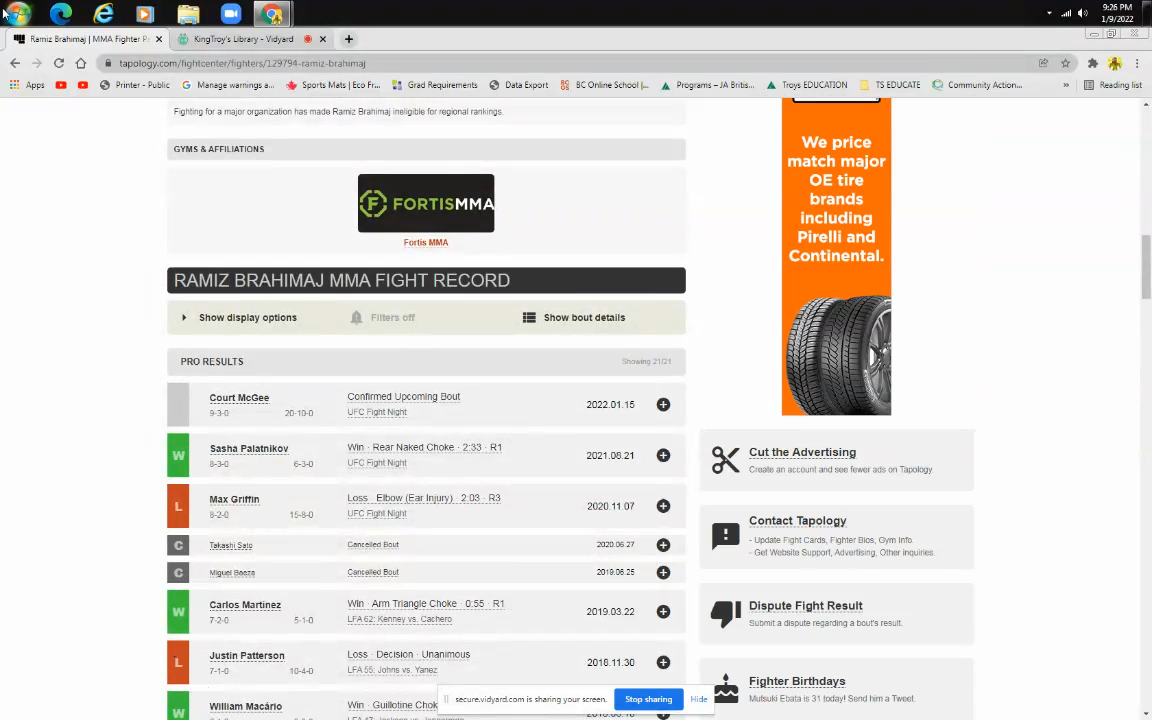 9:26 PM
1/9/2022
Ramiz Brahimaj | MMA Fighter P
KingTroy's Library - Vidyard
tapology.com/fightcenter/fighters/129794-ramiz-brahimaj
Apps
Printer - Public
Manage warnings a...
Sports Mats | Eco Fr...
Grad Requirements
Data Export
BC Online School |...
Programs – JA Britis...
Troys EDUCATION
TS EDUCATE
Community Action...
»
Reading list
Fighting for a major organization has made Ramiz Brahimaj ineligible for regional rankings.
GYMS & AFFILIATIONS
FORTISMMA
Fortis MMA
RAMIZ BRAHIMAJ MMA FIGHT RECORD
Show display options
Filters off
Show bout details
PRO RESULTS
Showing 21/21
Court McGee
Confirmed Upcoming Bout
2022.01.15
9-3-0
20-10-0
UFC Fight Night
W
Sasha Palatnikov
Win · Rear Naked Choke · 2:33 · R1
2021.08.21
8-3-0
6-3-0
UFC Fight Night
L
Max Griffin
Loss · Elbow (Ear Injury) · 2:03 · R3
2020.11.07
8-2-0
15-8-0
UFC Fight Night
C
Takashi Sato
Cancelled Bout
2020.06.27
C
Miguel Baeza
Cancelled Bout
2019.06.25
W
Carlos Martinez
Win · Arm Triangle Choke · 0:55 · R1
2019.03.22
7-2-0
5-1-0
LFA 62: Kenney vs. Cachero
L
Justin Patterson
Loss · Decision · Unanimous
2018.11.30
7-1-0
10-4-0
LFA 55: Johns vs. Yanez
W
William Macário
Win · Guillotine Chok
We price
match major
OE tire
brands
including
Pirelli and
Continental.
Cut the Advertising
Create an account and see fewer ads on Tapology.
Contact Tapology
- Update Fight Cards, Fighter Bios, Gym Info.
- Get Website Support, Advertising, Other inquiries.
Dispute Fight Result
Submit a dispute regarding a bout's result.
Fighter Birthdays
Mutsuki Ebata is 31 today! Send him a Tweet.
secure.vidyard.com is sharing your screen.
Stop sharing
Hide